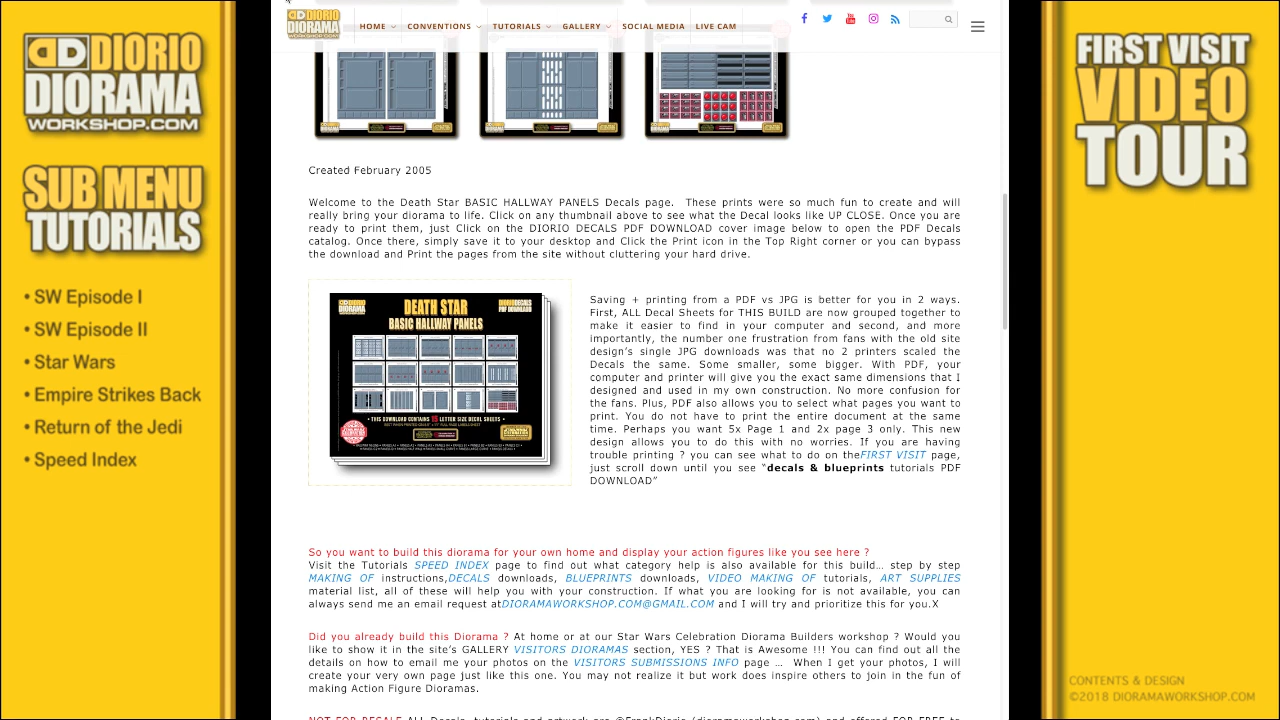 DIORIO
DIORAMA
WORKSHOP.COM
HOME
CONVENTIONS
TUTORIALS
GALLERY
SOCIAL MEDIA
LIVE CAM
DIORIO
DIORAMA
WORKSHOP.COM
SUB MENU
TUTORIALS
• SW Episode I
• SW Episode II
• Star Wars
• Empire Strikes Back
• Return of the Jedi
• Speed Index
FIRST VISIT
VIDEO
TOUR
Created February 2005
Welcome to the Death Star BASIC HALLWAY PANELS Decals page. These prints were so much fun to create and will
really bring your diorama to life. Click on any thumbnail above to see what the Decal looks like UP CLOSE. Once you are
ready to print them, just Click on the DIORIO DECALS PDF DOWNLOAD cover image below to open the PDF Decals
catalog. Once there, simply save it to your desktop and Click the Print icon in the Top Right corner or you can bypass
the download and Print the pages from the site without cluttering your hard drive.
DIORIO
DIORAMA
DEATH STAR
BASIC HALLWAY PANELS
DIORIODECALS
PDF DOWNLOAD
• THIS DOWNLOAD CONTAINS 15 LETTER SIZE DECAL SHEETS •
Saving + printing from a PDF vs JPG is better for you in 2 ways.
First, ALL Decal Sheets for THIS BUILD are now grouped together to
make it easier to find in your computer and second, and more
importantly, the number one frustration from fans with the old site
design's single JPG downloads was that no 2 printers scaled the
Decals the same. Some smaller, some bigger. With PDF, your
computer and printer will give you the exact same dimensions that I
designed and used in my own construction. No more confusion for
the fans. Plus, PDF also allows you to select what pages you want to
print. You do not have to print the entire document at the same
time. Perhaps you want 5x Page 1 and 2x page 3 only. This new
design allows you to do this with no worries. If you are having
trouble printing ? you can see what to do on theFIRST VISIT page,
just scroll down until you see "decals & blueprints tutorials PDF
DOWNLOAD"
So you want to build this diorama for your own home and display your action figures like you see here ?
Visit the Tutorials SPEED INDEX page to find out what category help is also available for this build… step by step
MAKING OF instructions,DECALS downloads, BLUEPRINTS downloads, VIDEO MAKING OF tutorials, ART SUPPLIES
material list, all of these will help you with your construction. If what you are looking for is not available, you can
always send me an email request atDIORAMAWORKSHOP.COM@GMAIL.COM and I will try and prioritize this for you.X
Did you already build this Diorama ? At home or at our Star Wars Celebration Diorama Builders workshop ? Would you
like to show it in the site's GALLERY VISITORS DIORAMAS section, YES ? That is Awesome !!! You can find out all the
details on how to email me your photos on the VISITORS SUBMISSIONS INFO page … When I get your photos, I will
create your very own page just like this one. You may not realize it but work does inspire others to join in the fun of
making Action Figure Dioramas.
NOT FOR RESALE ALL Decals, tutorials and artwork are @FrankDiorio (dioramaworkshop.com) and offered FOR FREE to
CONTENTS & DESIGN
©2018 DIORAMAWORKSHOP.COM